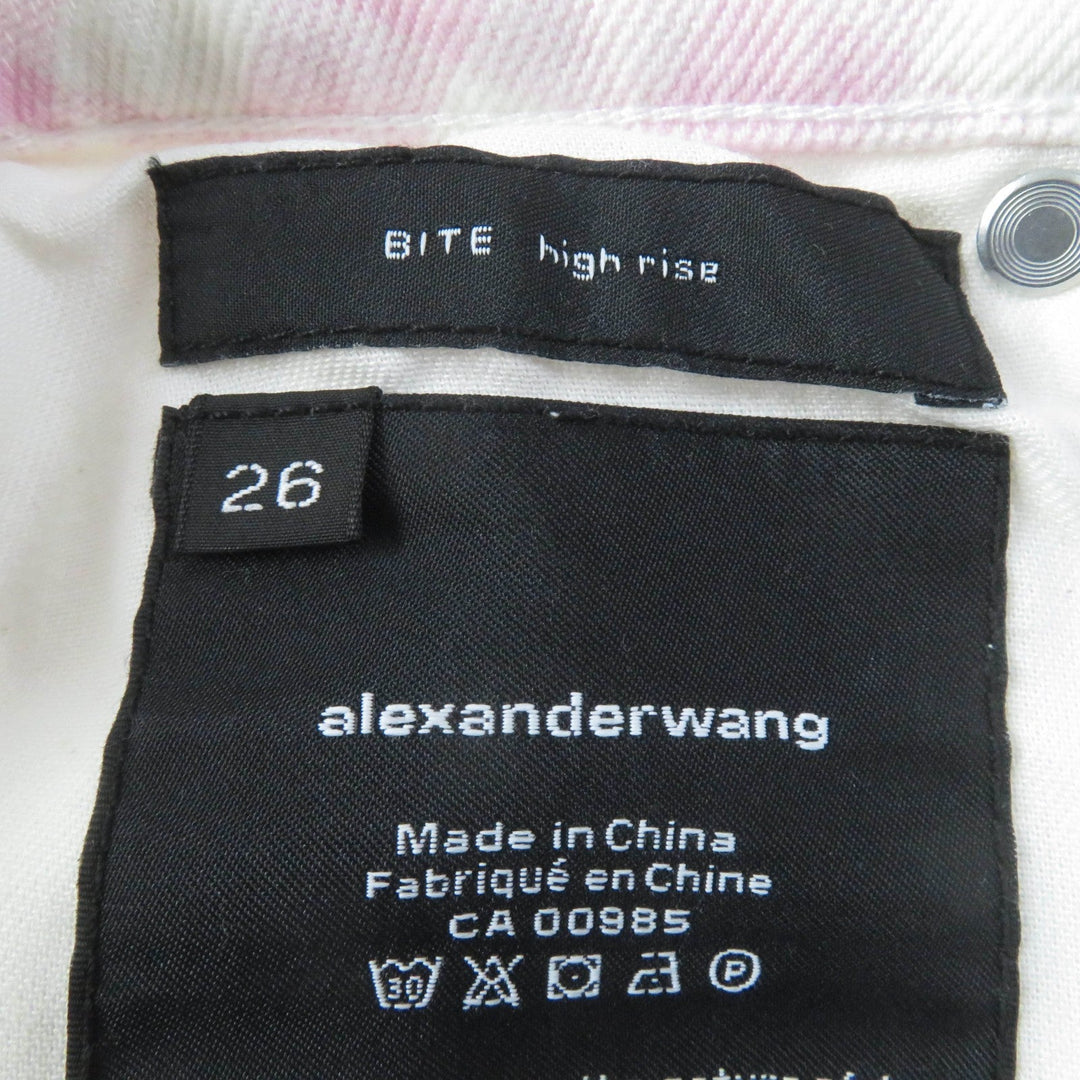 BITE high rise
26
alexanderwang
Made in China
Fabriqué en Chine
CA 00985
30 P